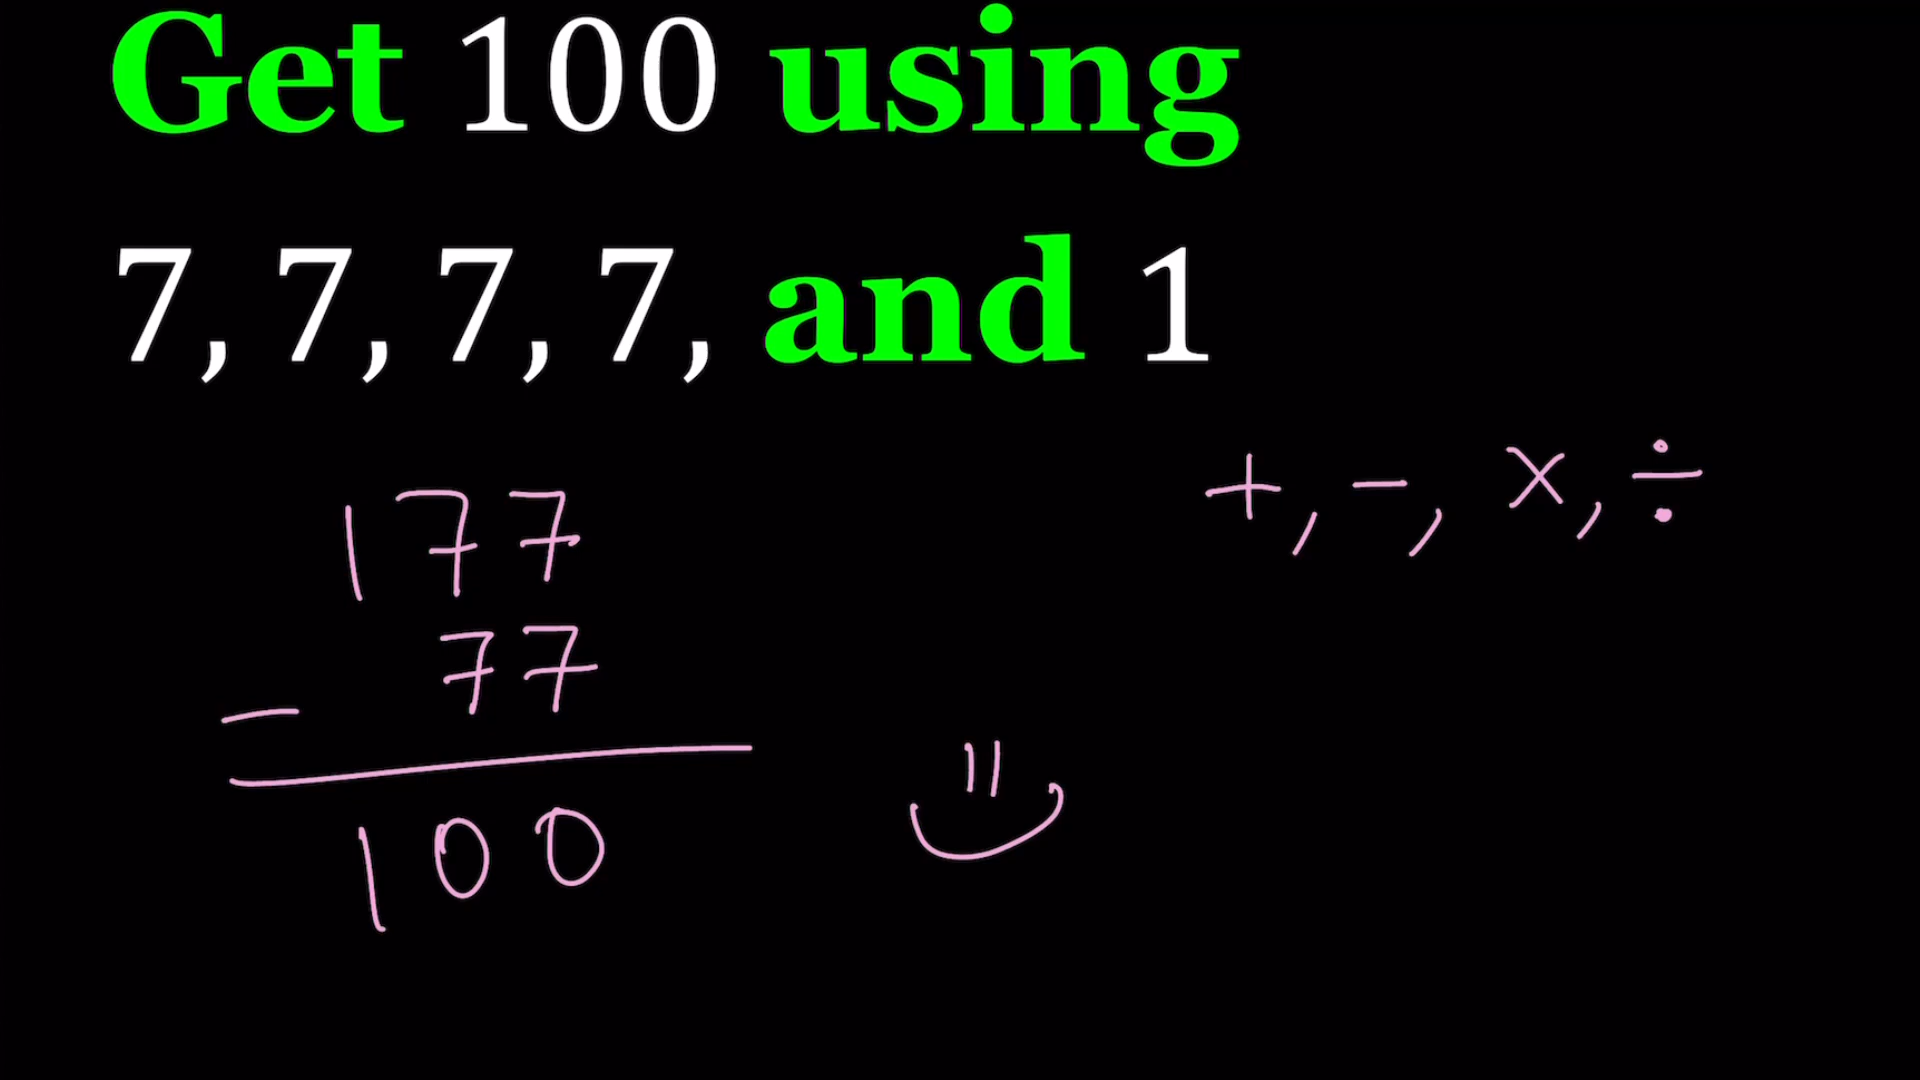 Get 100 using
7, 7, 7, 7, and 1
+, -, ×, ÷
177
- 77
100